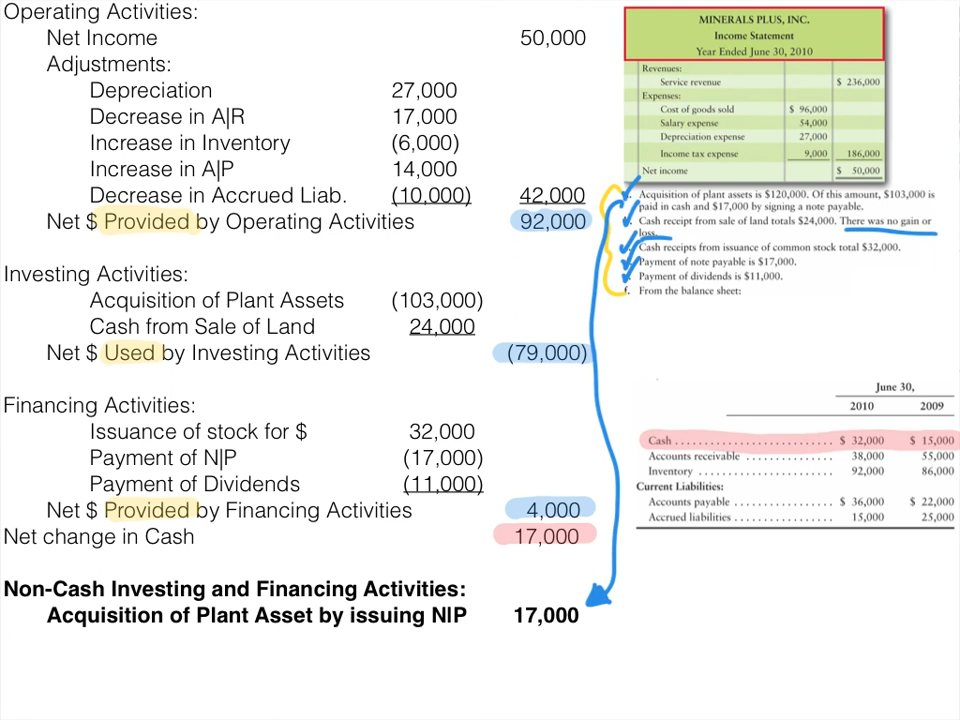 Operating Activities:
Net Income 50,000
Adjustments:
Depreciation 27,000
Decrease in A|R 17,000
Increase in Inventory (6,000)
Increase in A|P 14,000
Decrease in Accrued Liab. (10,000) 42,000
Net $ Provided by Operating Activities 92,000
Investing Activities:
Acquisition of Plant Assets (103,000)
Cash from Sale of Land 24,000
Net $ Used by Investing Activities (79,000)
Financing Activities:
Issuance of stock for $ 32,000
Payment of N|P (17,000)
Payment of Dividends (11,000)
Net $ Provided by Financing Activities 4,000
Net change in Cash 17,000
Non-Cash Investing and Financing Activities:
Acquisition of Plant Asset by issuing N|P 17,000
MINERALS PLUS, INC.
Income Statement
Year Ended June 30, 2010
Revenues:
Service revenue $ 236,000
Expenses:
Cost of goods sold $ 96,000
Salary expense 54,000
Depreciation expense 27,000
Income tax expense 9,000 186,000
Net income $ 50,000
Acquisition of plant assets is $120,000. Of this amount, $103,000 is
paid in cash and $17,000 by signing a note payable.
Cash receipt from sale of land totals $24,000. There was no gain or
loss.
Cash receipts from issuance of common stock total $32,000.
Payment of note payable is $17,000.
Payment of dividends is $11,000.
f. From the balance sheet:
June 30,
2010 2009
Cash . . . . . . . . . . . . . . . . . . . . . . . . . . . $ 32,000 $ 15,000
Accounts receivable . . . . . . . . . . . . . . . 38,000 55,000
Inventory . . . . . . . . . . . . . . . . . . . . . . . 92,000 86,000
Current Liabilities:
Accounts payable . . . . . . . . . . . . . . . . . $ 36,000 $ 22,000
Accrued liabilities . . . . . . . . . . . . . . . . . 15,000 25,000